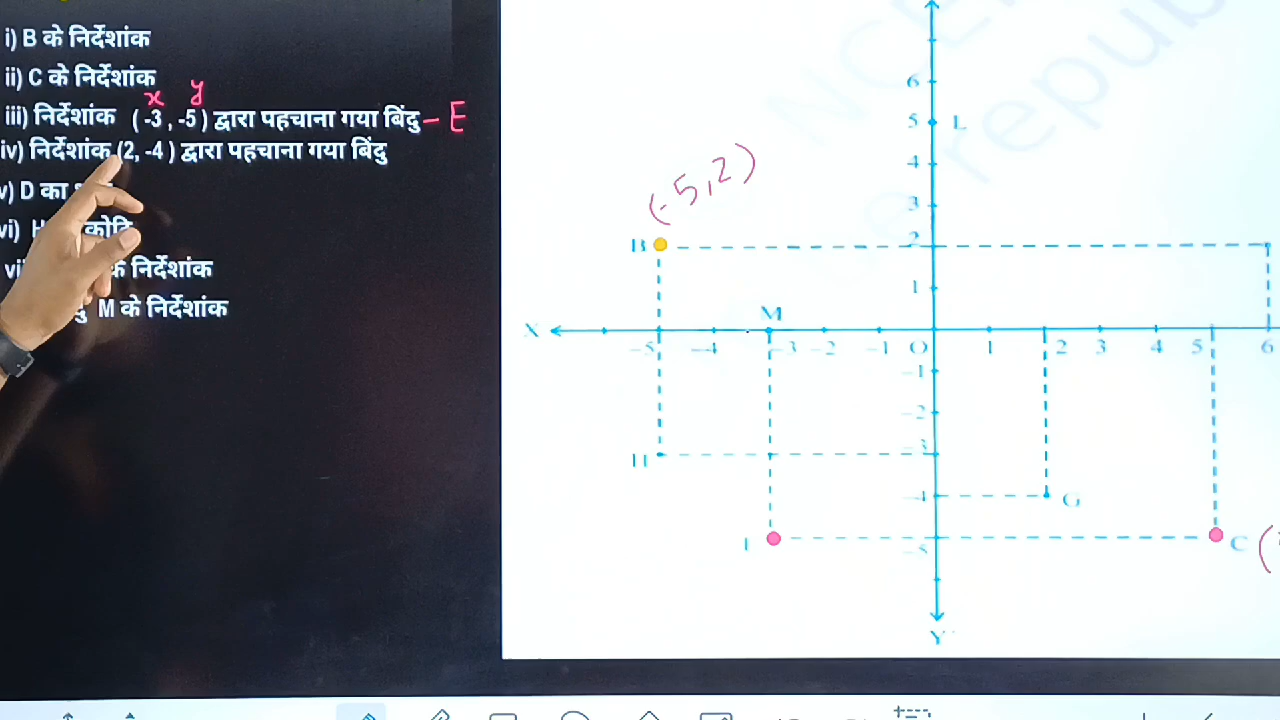 i) B के निर्देशांक
ii) C के निर्देशांक
x y
iii) निर्देशांक ( -3 , -5 ) द्वारा पहचाना गया बिंदु - E
iv) निर्देशांक (2, -4 ) द्वारा पहचाना गया बिंदु
v) D का
vi) H कोटि
के निर्देशांक
M के निर्देशांक
6
5 L
4
(-5,2)
3
B 2
1
M
X -5 -4 -3 -2 -1 O 1 2 3 4 5 6
-1
-2
-3
H
-4 G
-5 C (
Y'